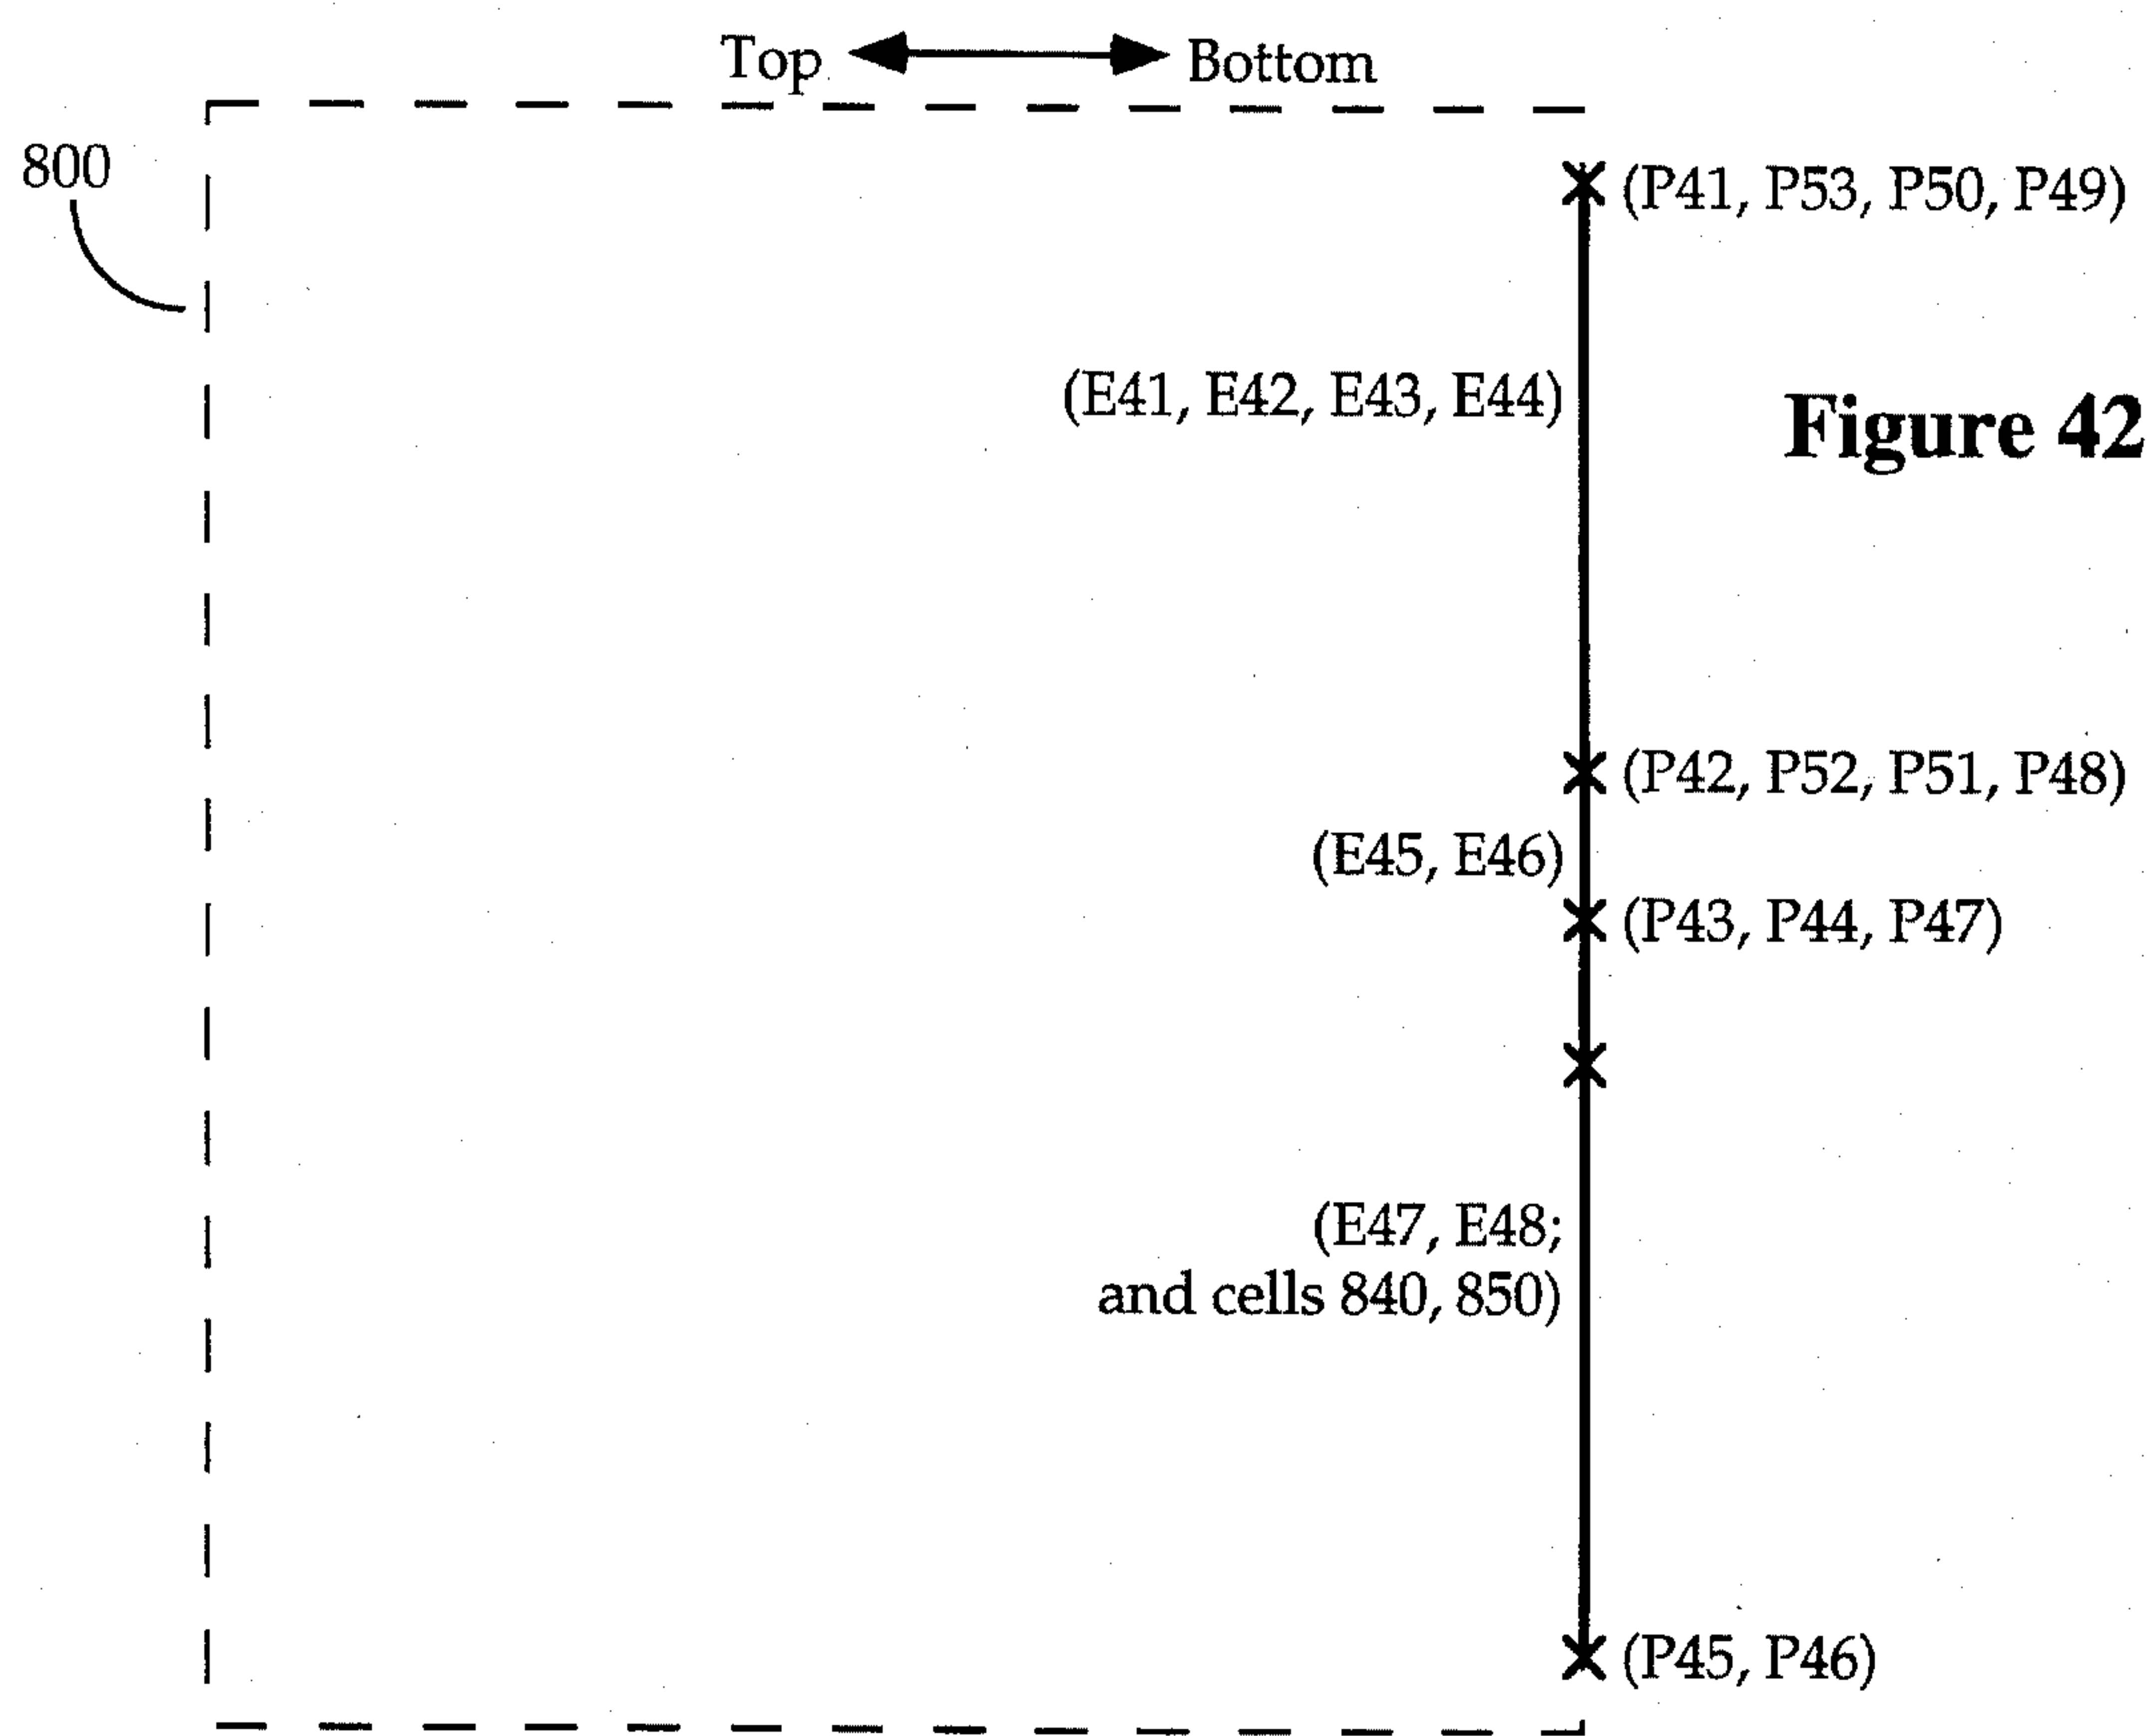 Top Bottom
800
(P41, P53, P50, P49)
(E41, E42, E43, E44)
Figure 42
(P42, P52, P51, P48)
(E45, E46)
(P43, P44, P47)
(E47, E48;
and cells 840, 850)
(P45, P46)